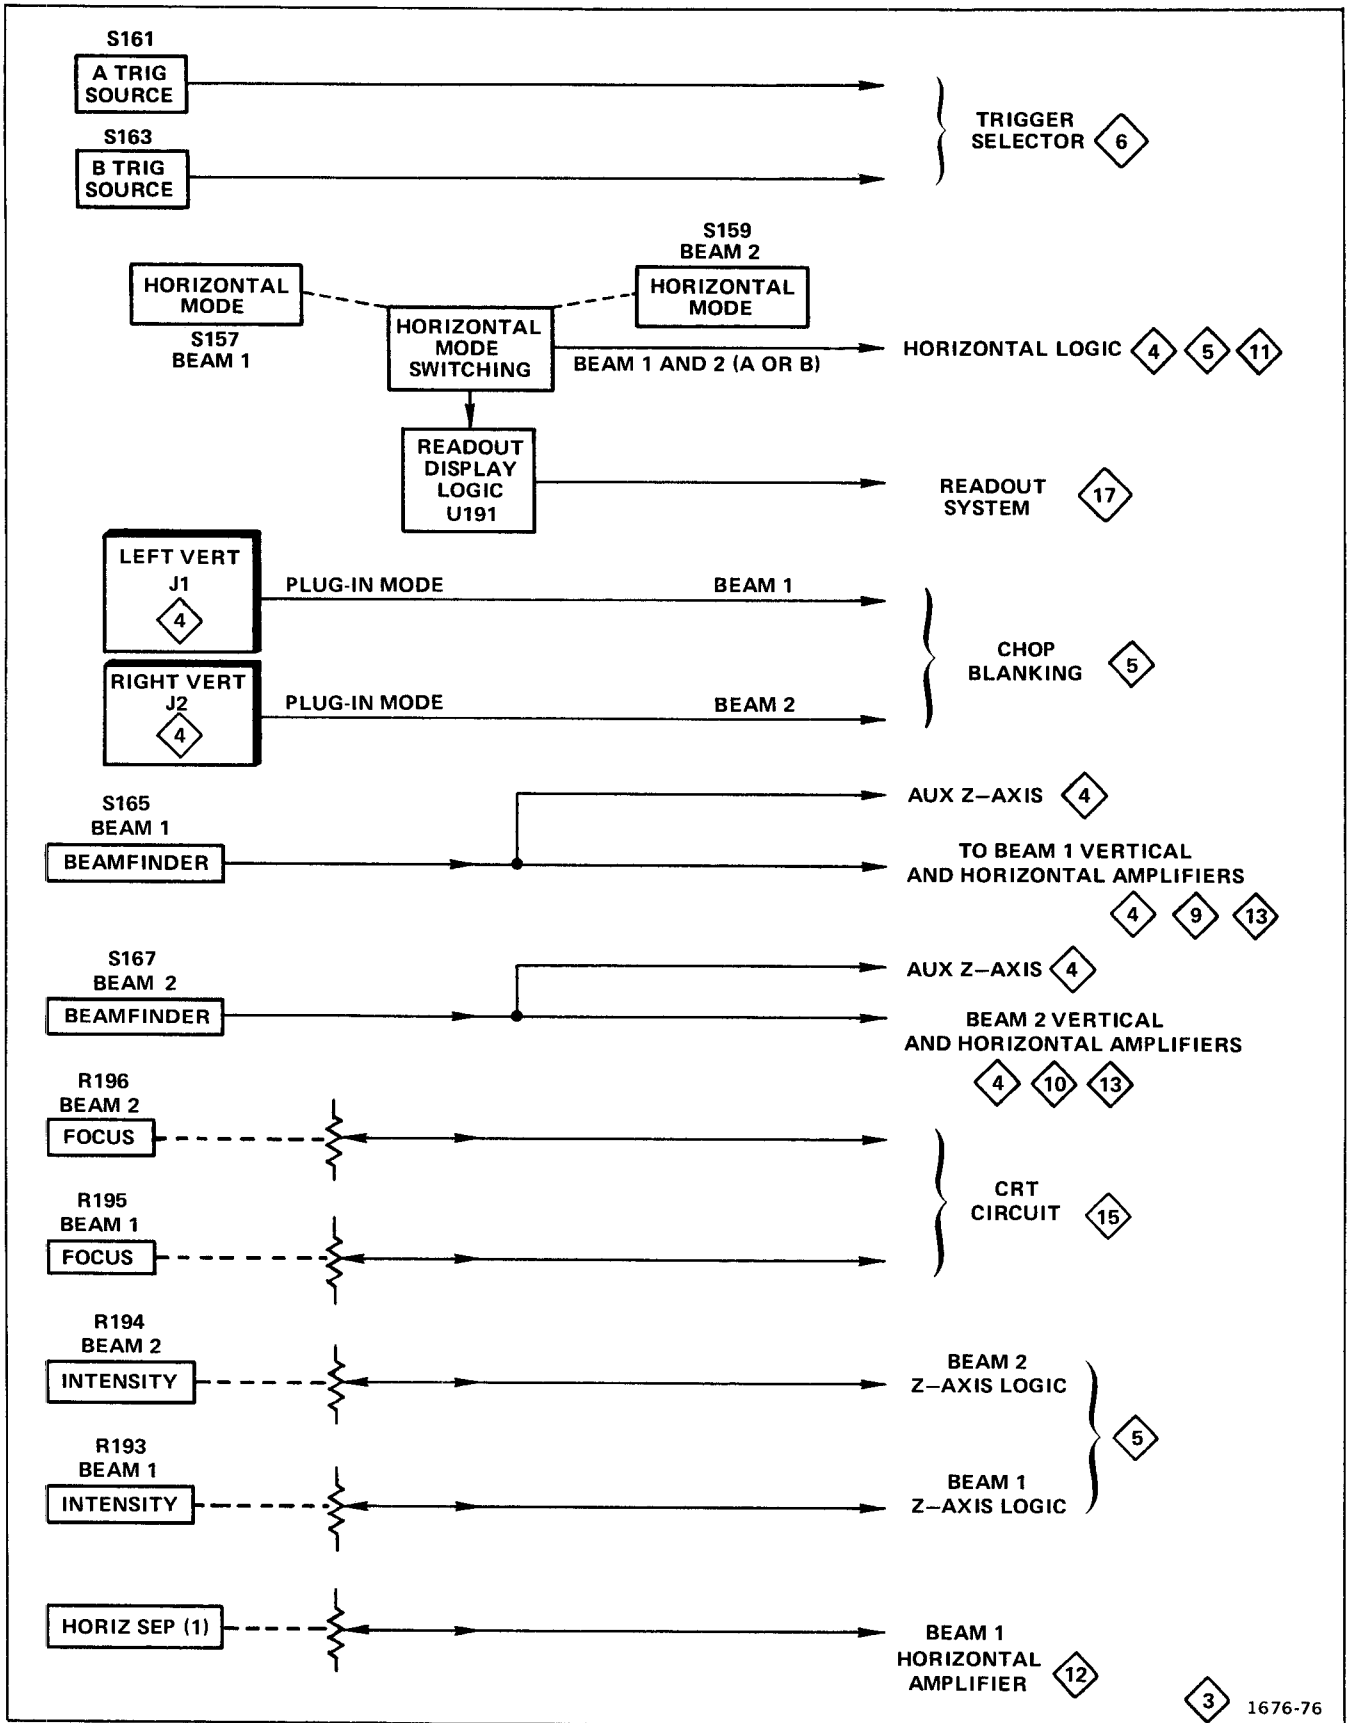 S161
A TRIG
SOURCE
S163
B TRIG
SOURCE
TRIGGER
SELECTOR 6
S159
BEAM 2
HORIZONTAL
MODE
S157
BEAM 1
HORIZONTAL
MODE
HORIZONTAL
MODE
SWITCHING
BEAM 1 AND 2 (A OR B)
HORIZONTAL LOGIC 4 5 11
READOUT
DISPLAY
LOGIC
U191
READOUT
SYSTEM 17
LEFT VERT
J1
4
PLUG-IN MODE BEAM 1
RIGHT VERT
J2
4
PLUG-IN MODE BEAM 2
CHOP
BLANKING 5
S165
BEAM 1
BEAMFINDER
AUX Z–AXIS 4
TO BEAM 1 VERTICAL
AND HORIZONTAL AMPLIFIERS
4 9 13
S167
BEAM 2
BEAMFINDER
AUX Z–AXIS 4
BEAM 2 VERTICAL
AND HORIZONTAL AMPLIFIERS
4 10 13
R196
BEAM 2
FOCUS
R195
BEAM 1
FOCUS
CRT
CIRCUIT 15
R194
BEAM 2
INTENSITY
BEAM 2
Z–AXIS LOGIC
5
R193
BEAM 1
INTENSITY
BEAM 1
Z–AXIS LOGIC
HORIZ SEP (1)
BEAM 1
HORIZONTAL
AMPLIFIER 12
3 1676-76